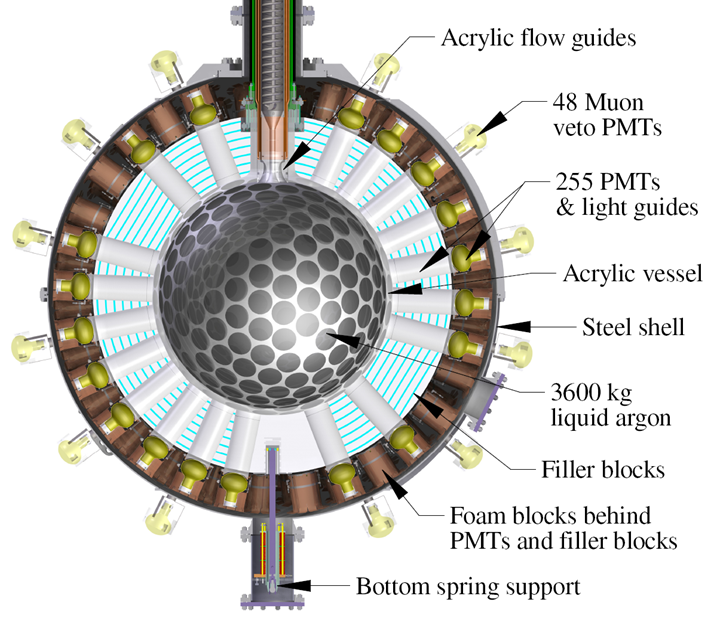 Acrylic flow guides
48 Muon
veto PMTs
255 PMTs
& light guides
Acrylic vessel
Steel shell
3600 kg
liquid argon
Filler blocks
Foam blocks behind
PMTs and filler blocks
Bottom spring support